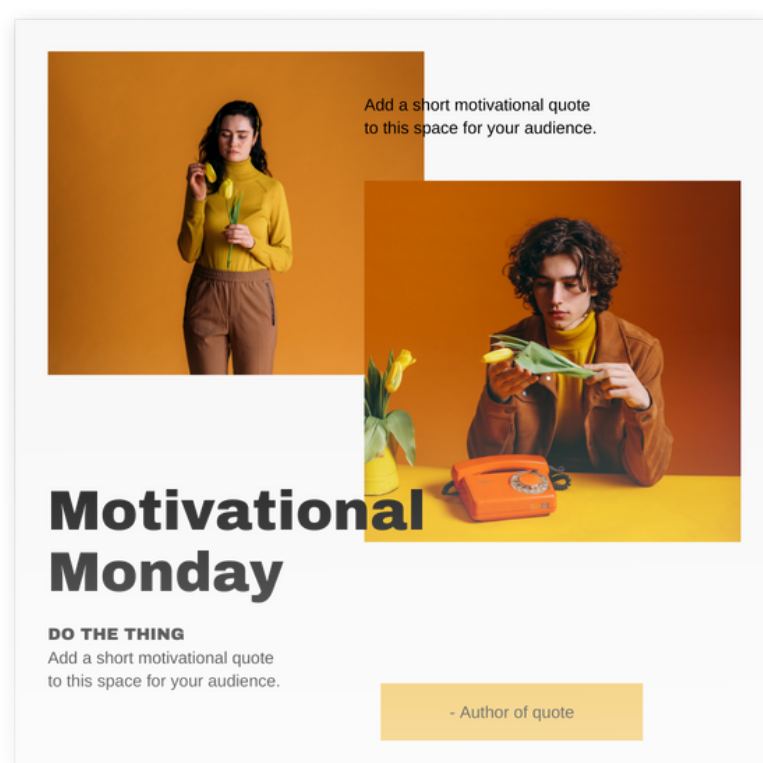 Add a short motivational quote
to this space for your audience.
Motivational
Monday
DO THE THING
Add a short motivational quote
to this space for your audience.
- Author of quote